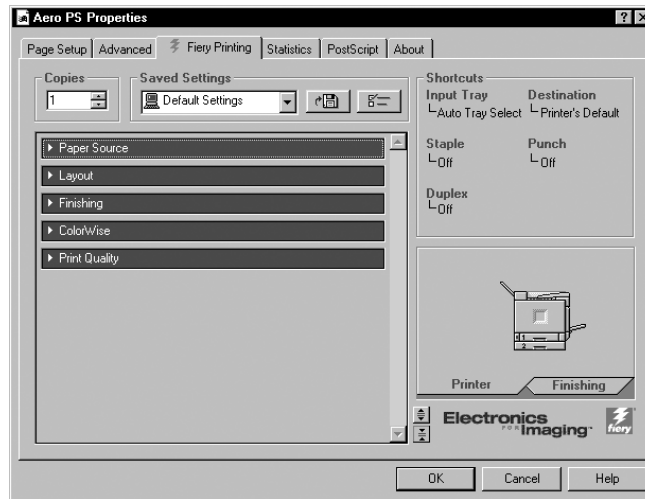 Aero PS Properties
Page Setup
Advanced
Fiery Printing
Statistics
PostScript
About
Copies
1
Saved Settings
Default Settings
Paper Source
Layout
Finishing
ColorWise
Print Quality
Shortcuts
Input Tray
Auto Tray Select
Destination
Printer's Default
Staple
Off
Punch
Off
Duplex
Off
1
2
Printer
Finishing
Electronics
FOR Imaging
fiery
OK
Cancel
Help